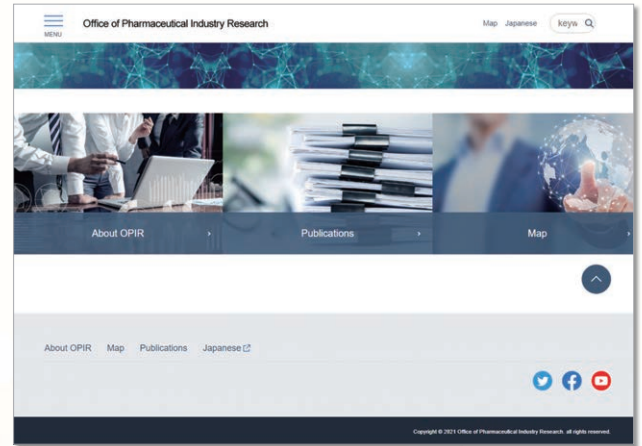 Office of Pharmaceutical Industry Research
Map Japanese keyw
MENU
About OPIR › Publications › Map ›
About OPIR Map Publications Japanese
Copyright © 2021 Office of Pharmaceutical Industry Research. all rights reserved.